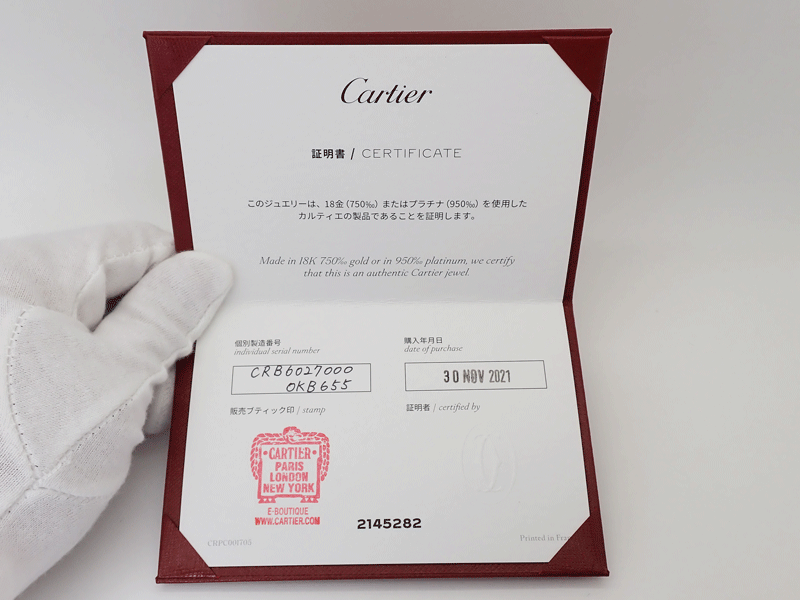 Cartier
証明書 / CERTIFICATE
このジュエリーは、18金(750‰)またはプラチナ(950‰)を使用した
カルティエの製品であることを証明します。
Made in 18K 750‰ gold or in 950‰ platinum, we certify
that this is an authentic Cartier jewel.
個別製造番号
individual serial number
CRB6027000
OKB655
購入年月日
date of purchase
30 NOV 2021
販売ブティック印 / stamp
証明者 / certified by
CARTIER
PARIS
LONDON
NEW YORK
E-BOUTIQUE
WWW.CARTIER.COM
2145282
CRPC001705
Printed in